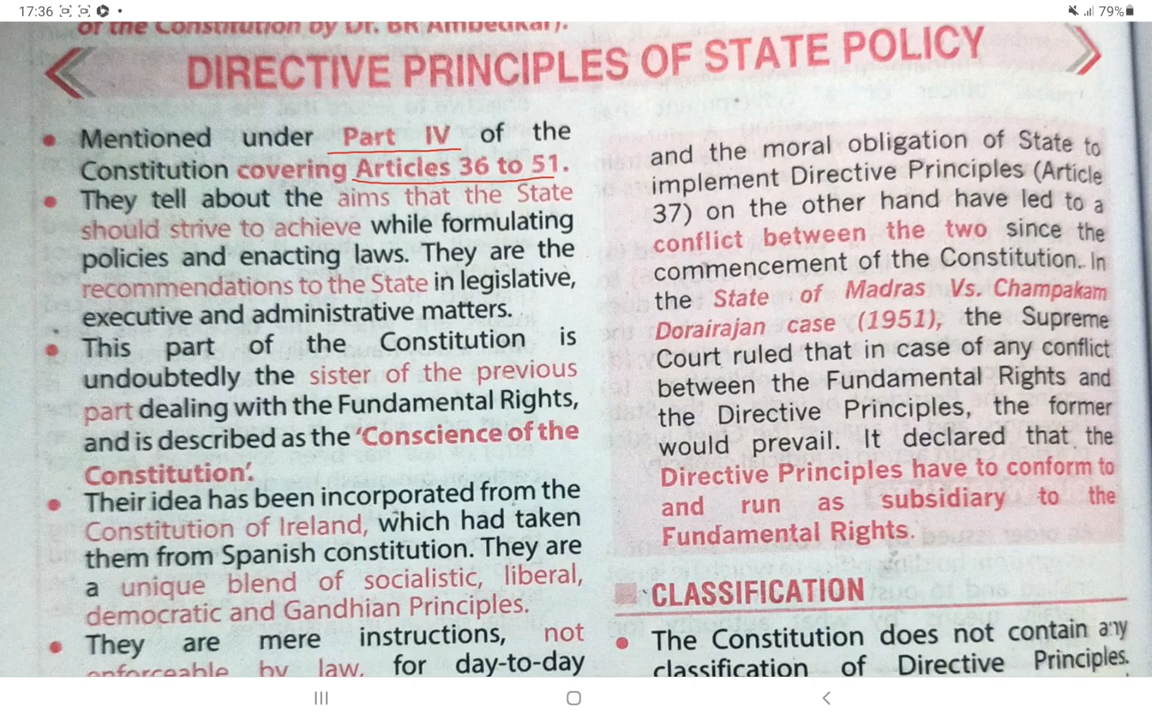 17:36
79%
of the Constitution by Dr. BR Ambedkar).
DIRECTIVE PRINCIPLES OF STATE POLICY
• Mentioned under Part IV of the
Constitution covering Articles 36 to 51.
• They tell about the aims that the State
should strive to achieve while formulating
policies and enacting laws. They are the
recommendations to the State in legislative,
executive and administrative matters.
• This part of the Constitution is
undoubtedly the sister of the previous
part dealing with the Fundamental Rights,
and is described as the 'Conscience of the
Constitution'.
• Their idea has been incorporated from the
Constitution of Ireland, which had taken
them from Spanish constitution. They are
a unique blend of socialistic, liberal,
democratic and Gandhian Principles.
• They are mere instructions, not
enforceable by law, for day-to-day
and the moral obligation of State to
implement Directive Principles (Article
37) on the other hand have led to a
conflict between the two since the
commencement of the Constitution. In
the State of Madras Vs. Champakam
Dorairajan case (1951), the Supreme
Court ruled that in case of any conflict
between the Fundamental Rights and
the Directive Principles, the former
would prevail. It declared that the
Directive Principles have to conform to
and run as subsidiary to the
Fundamental Rights.
CLASSIFICATION
• The Constitution does not contain any
classification of Directive Principles.